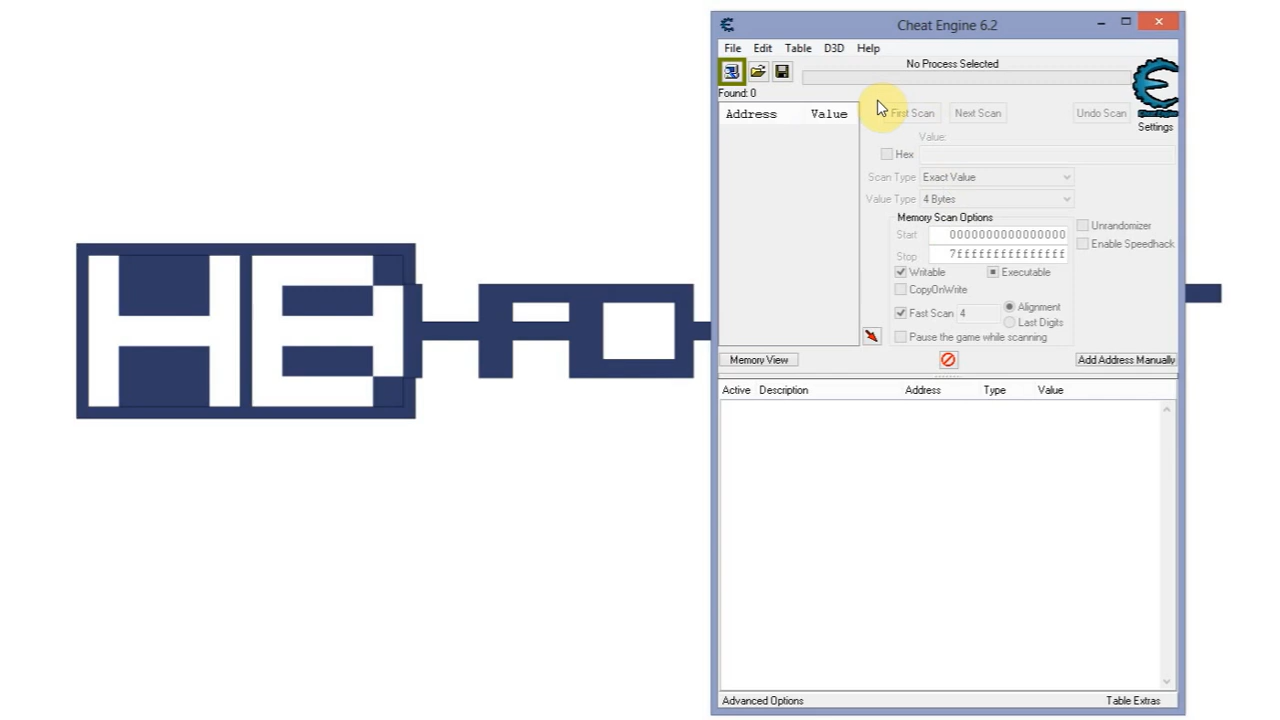 Cheat Engine 6.2
File Edit Table D3D Help
No Process Selected
Found: 0
Address Value
First Scan Next Scan Undo Scan
Cheat Engine
Settings
Value:
Hex
Scan Type Exact Value
Value Type 4 Bytes
Memory Scan Options
Start 0000000000000000
Stop 7fffffffffffffff
Writable Executable
CopyOnWrite
Fast Scan 4 Alignment
Last Digits
Pause the game while scanning
Unrandomizer
Enable Speedhack
Memory View Add Address Manually
Active Description Address Type Value
Advanced Options Table Extras